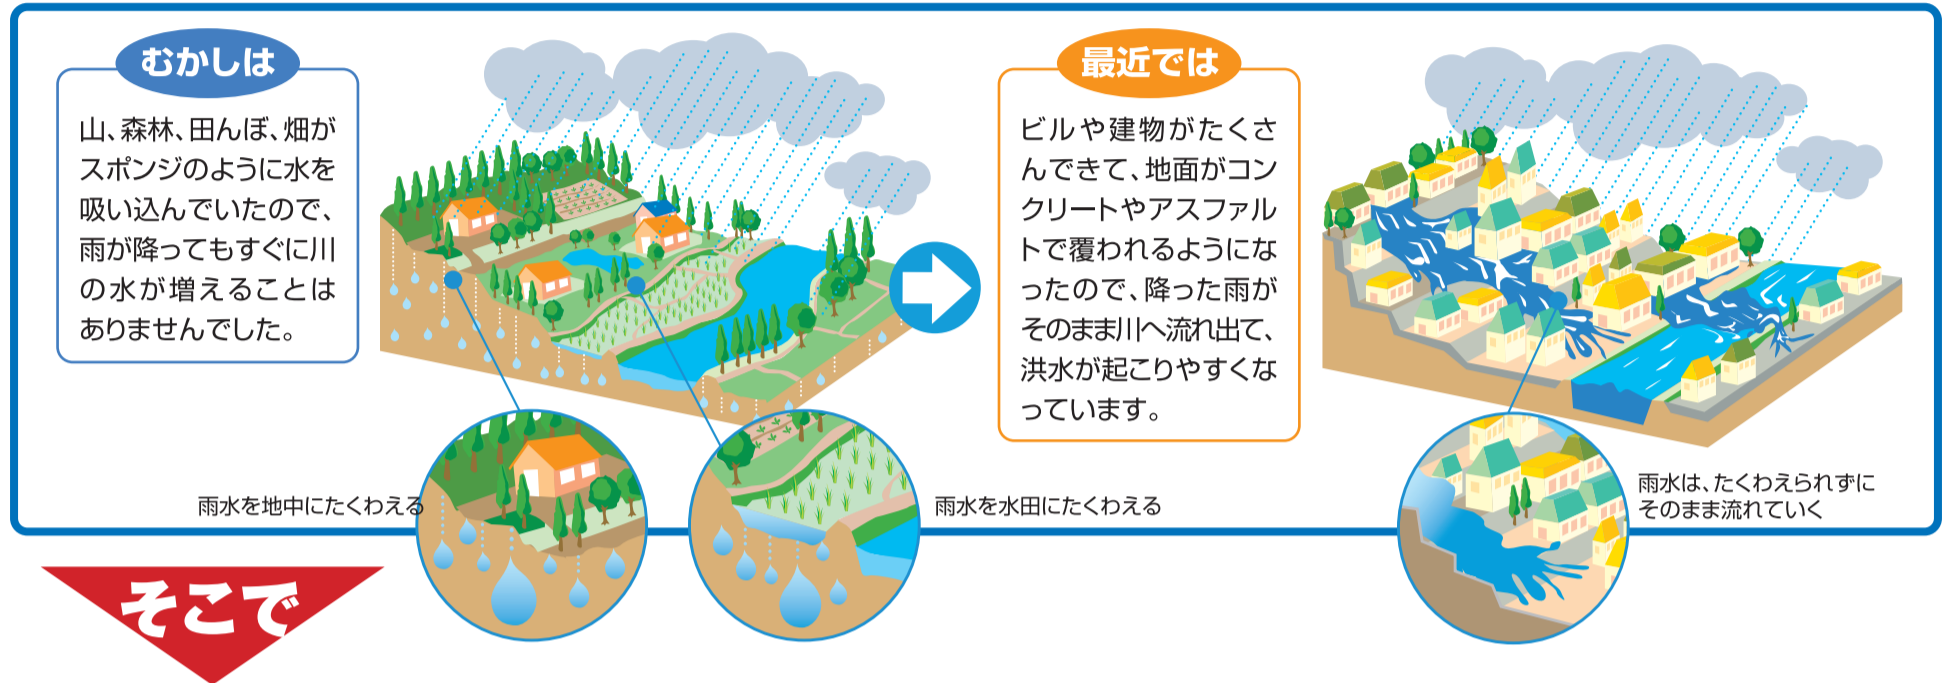 むかしは
山、森林、田んぼ、畑が
スポンジのように水を
吸い込んでいたので、
雨が降ってもすぐに川
の水が増えることは
ありませんでした。
最近では
ビルや建物がたくさ
んできて、地面がコン
クリートやアスファル
トで覆われるようにな
ったので、降った雨が
そのまま川へ流れ出て、
洪水が起こりやすくな
っています。
雨水を地中にたくわえる
雨水を水田にたくわえる
雨水は、たくわえられずに
そのまま流れていく
そこで